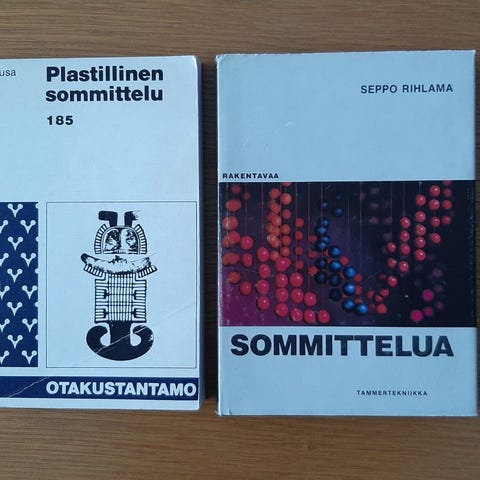 usa
Plastillinen
sommittelu
185
OTAKUSTANTAMO
SEPPO RIHLAMA
RAKENTAVAA
SOMMITTELUA
TAMMERTEKNIIKKA